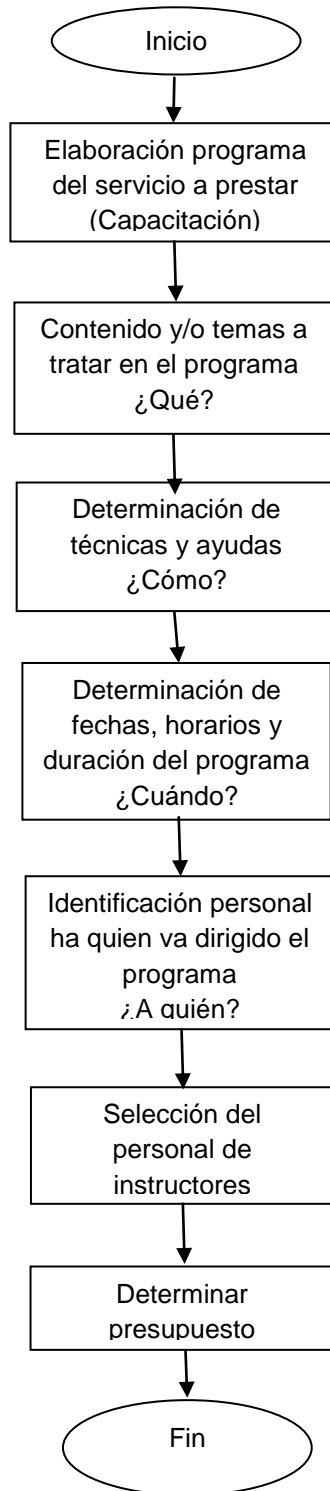 Inicio
Elaboración programa
del servicio a prestar
(Capacitación)
Contenido y/o temas a
tratar en el programa
¿Qué?
Determinación de
técnicas y ayudas
¿Cómo?
Determinación de
fechas, horarios y
duración del programa
¿Cuándo?
Identificación personal
ha quien va dirigido el
programa
¿A quién?
Selección del
personal de
instructores
Determinar
presupuesto
Fin